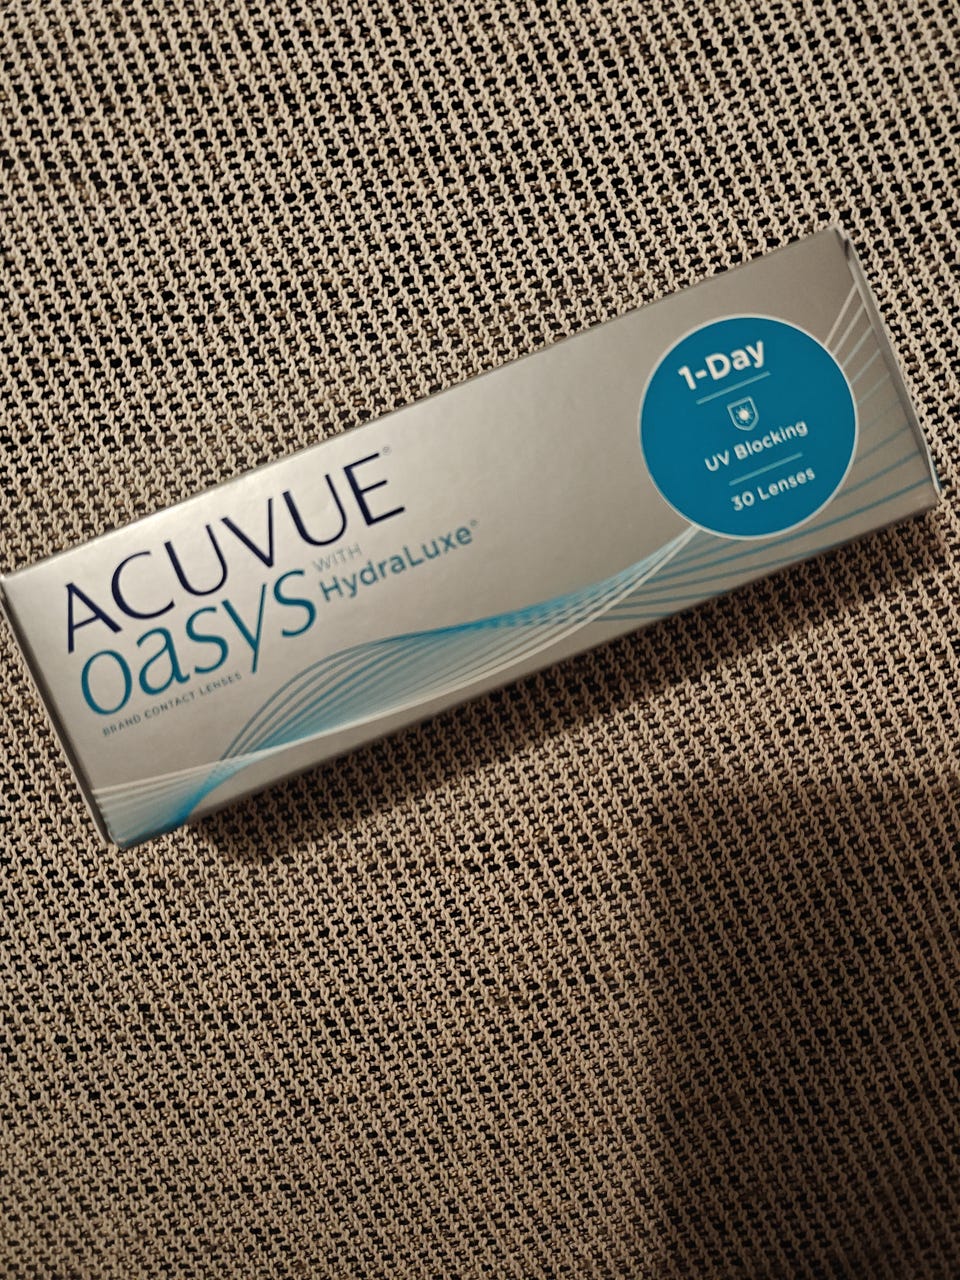 ACUVUE®
oasys WITH HydraLuxe®
BRAND CONTACT LENSES
1-Day
UV Blocking
30 Lenses